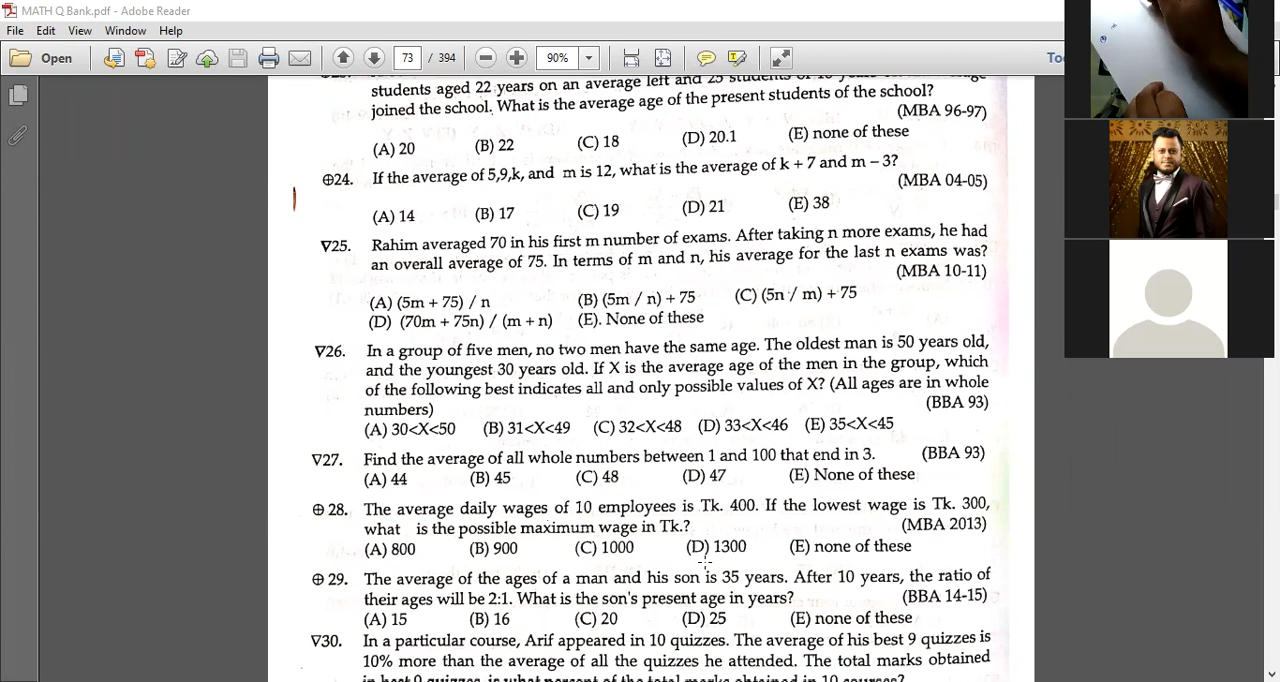 MATH Q Bank.pdf - Adobe Reader
File Edit View Window Help
Open 73 / 394 90% Too
students aged 22 years on an average left and 25 students of
joined the school. What is the average age of the present students of the school?
(MBA 96-97)
(A) 20 (B) 22 (C) 18 (D) 20.1 (E) none of these
⊕24. If the average of 5,9,k, and m is 12, what is the average of k + 7 and m – 3?
(MBA 04-05)
(A) 14 (B) 17 (C) 19 (D) 21 (E) 38
∇25. Rahim averaged 70 in his first m number of exams. After taking n more exams, he had
an overall average of 75. In terms of m and n, his average for the last n exams was?
(MBA 10-11)
(A) (5m + 75) / n (B) (5m / n) + 75 (C) (5n / m) + 75
(D) (70m + 75n) / (m + n) (E). None of these
∇26. In a group of five men, no two men have the same age. The oldest man is 50 years old,
and the youngest 30 years old. If X is the average age of the men in the group, which
of the following best indicates all and only possible values of X? (All ages are in whole
numbers) (BBA 93)
(A) 30<X<50 (B) 31<X<49 (C) 32<X<48 (D) 33<X<46 (E) 35<X<45
∇27. Find the average of all whole numbers between 1 and 100 that end in 3. (BBA 93)
(A) 44 (B) 45 (C) 48 (D) 47 (E) None of these
⊕ 28. The average daily wages of 10 employees is Tk. 400. If the lowest wage is Tk. 300,
what is the possible maximum wage in Tk.? (MBA 2013)
(A) 800 (B) 900 (C) 1000 (D) 1300 (E) none of these
⊕ 29. The average of the ages of a man and his son is 35 years. After 10 years, the ratio of
their ages will be 2:1. What is the son's present age in years? (BBA 14-15)
(A) 15 (B) 16 (C) 20 (D) 25 (E) none of these
∇30. In a particular course, Arif appeared in 10 quizzes. The average of his best 9 quizzes is
10% more than the average of all the quizzes he attended. The total marks obtained
in best 9 quizzes, is what percent of the total marks obtained in 10 courses?